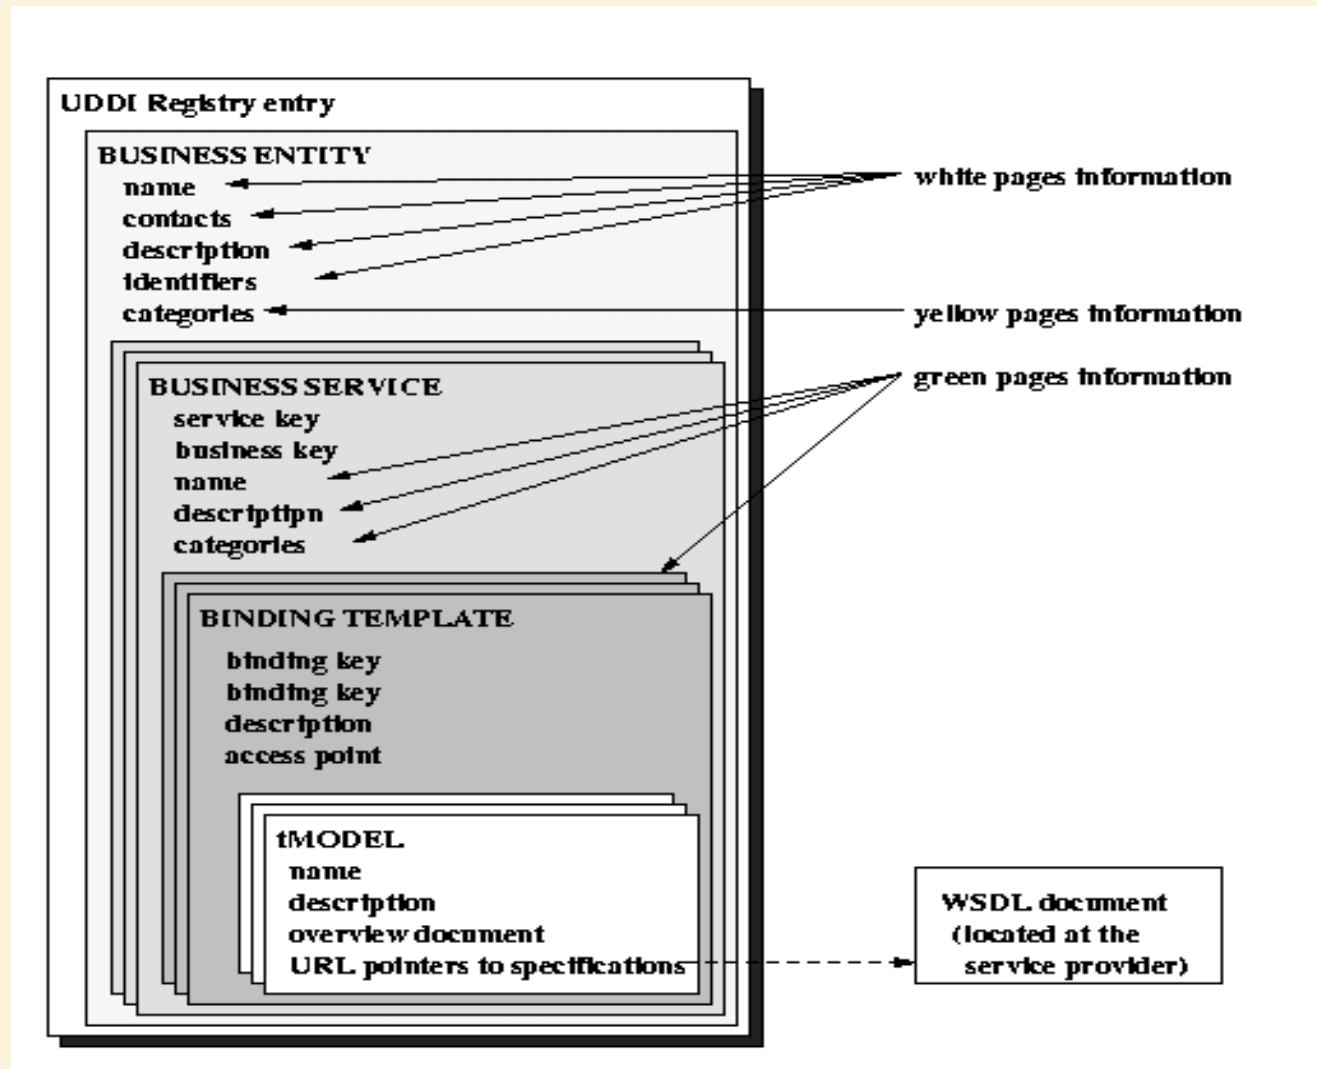 UDDI Registry entry
BUSINESS ENTITY
name
contacts
description
identifiers
categories
white pages information
yellow pages information
green pages information
BUSINESS SERVICE
service key
business key
name
descriptipn
categories
BINDING TEMPLATE
binding key
binding key
description
access point
tMODEL
name
description
overview document
URL pointers to specifications
WSDL document
(located at the
service provider)